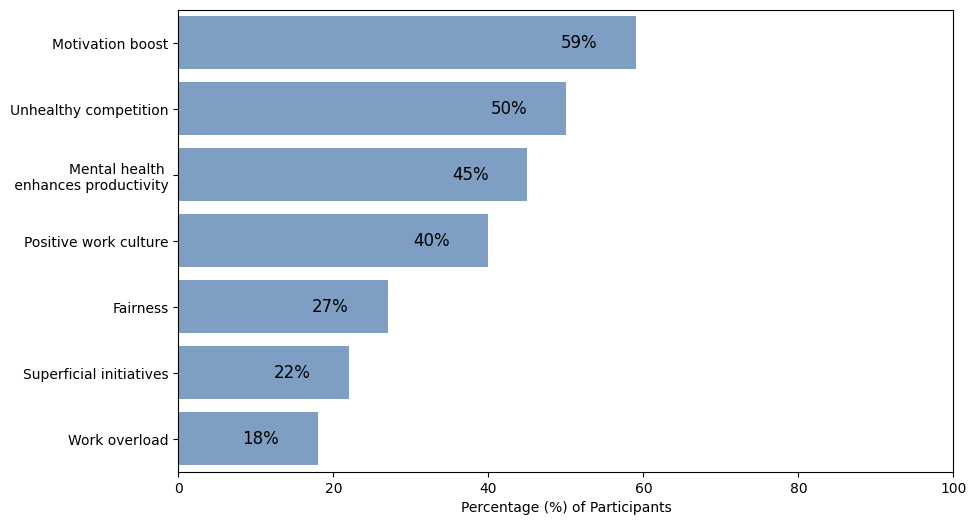 Motivation boost
59%
Unhealthy competition
50%
Mental health
enhances productivity
45%
Positive work culture
40%
Fairness
27%
Superficial initiatives
22%
Work overload
18%
0 20 40 60 80 100
Percentage (%) of Participants